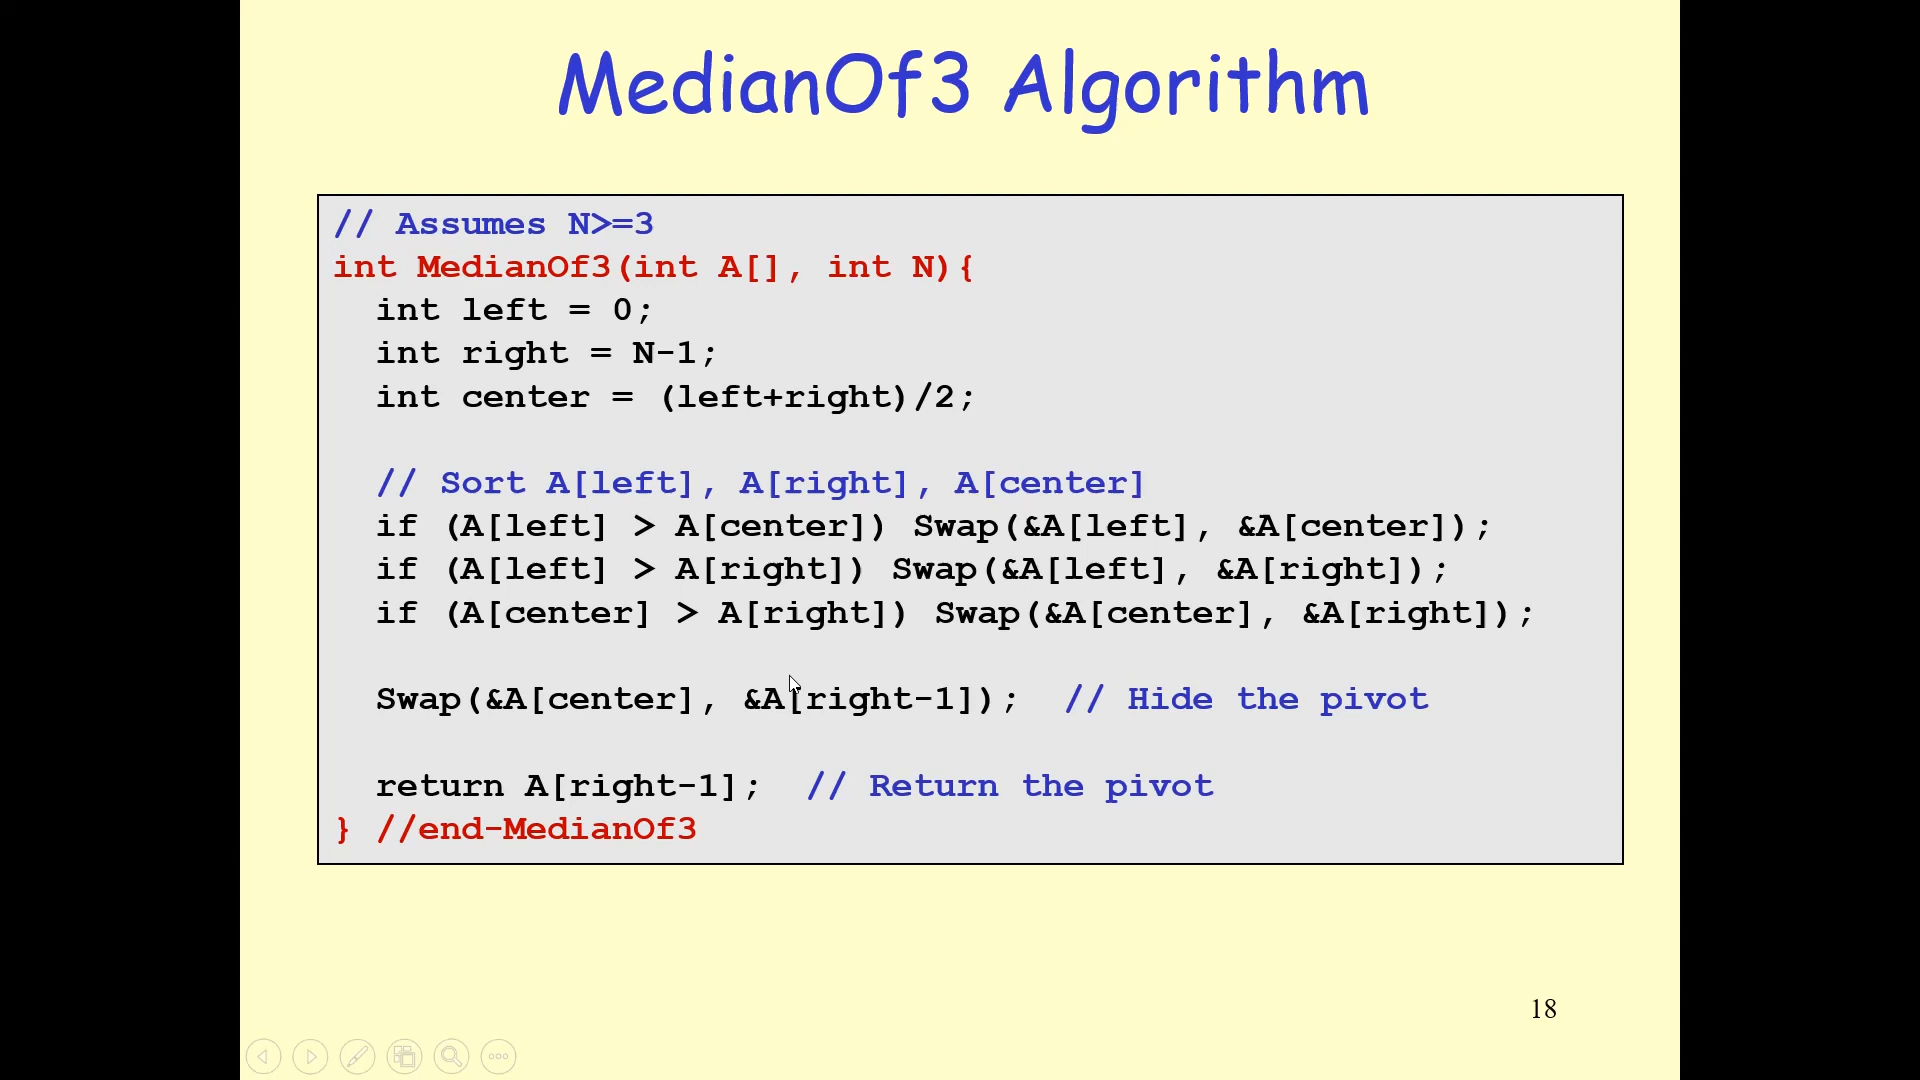 MedianOf3 Algorithm
// Assumes N>=3
int MedianOf3(int A[], int N){
int left = 0;
int right = N-1;
int center = (left+right)/2;
// Sort A[left], A[right], A[center]
if (A[left] > A[center]) Swap(&A[left], &A[center]);
if (A[left] > A[right]) Swap(&A[left], &A[right]);
if (A[center] > A[right]) Swap(&A[center], &A[right]);
Swap(&A[center], &A[right-1]); // Hide the pivot
return A[right-1]; // Return the pivot
} //end-MedianOf3
18